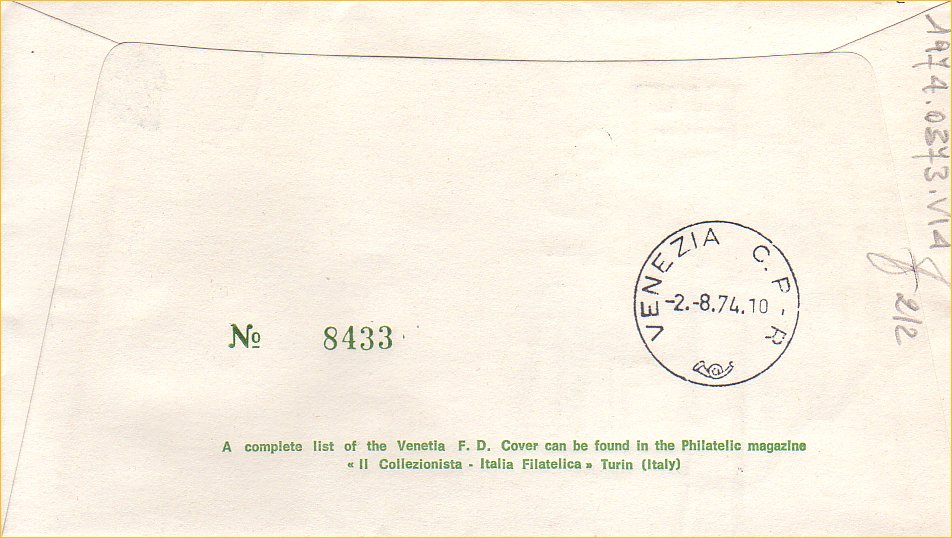 1974.0373.VIA
2/2
VENEZIA C.P-R
-2.-8.74.10
№ 8433
A complete list of the Venetia F. D. Cover can be found in the Philatelic magazine
« Il Collezionista - Italia Filatelica » Turin (Italy)